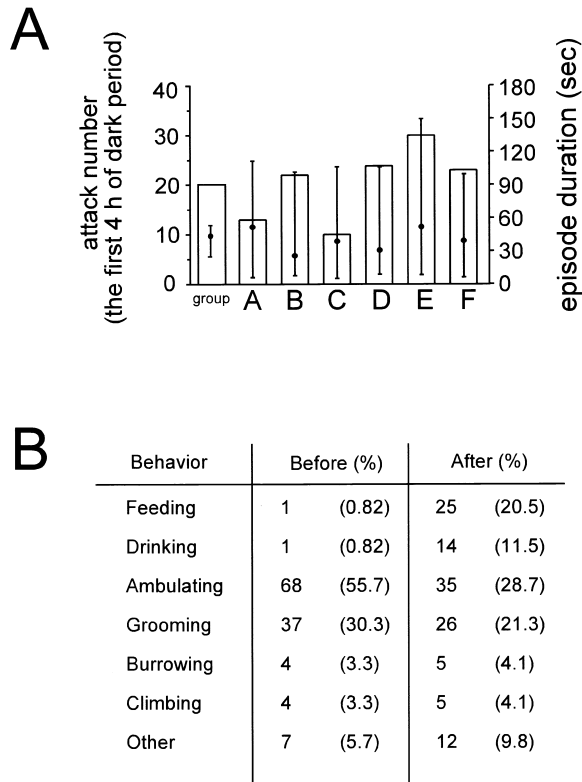 A
attack number
(the first 4 h of dark period)
40
30
20
10
0
180
150
120
90
60
30
0
episode duration (sec)
group A B C D E F
B
Behavior Before (%) After (%)
Feeding 1 (0.82) 25 (20.5)
Drinking 1 (0.82) 14 (11.5)
Ambulating 68 (55.7) 35 (28.7)
Grooming 37 (30.3) 26 (21.3)
Burrowing 4 (3.3) 5 (4.1)
Climbing 4 (3.3) 5 (4.1)
Other 7 (5.7) 12 (9.8)